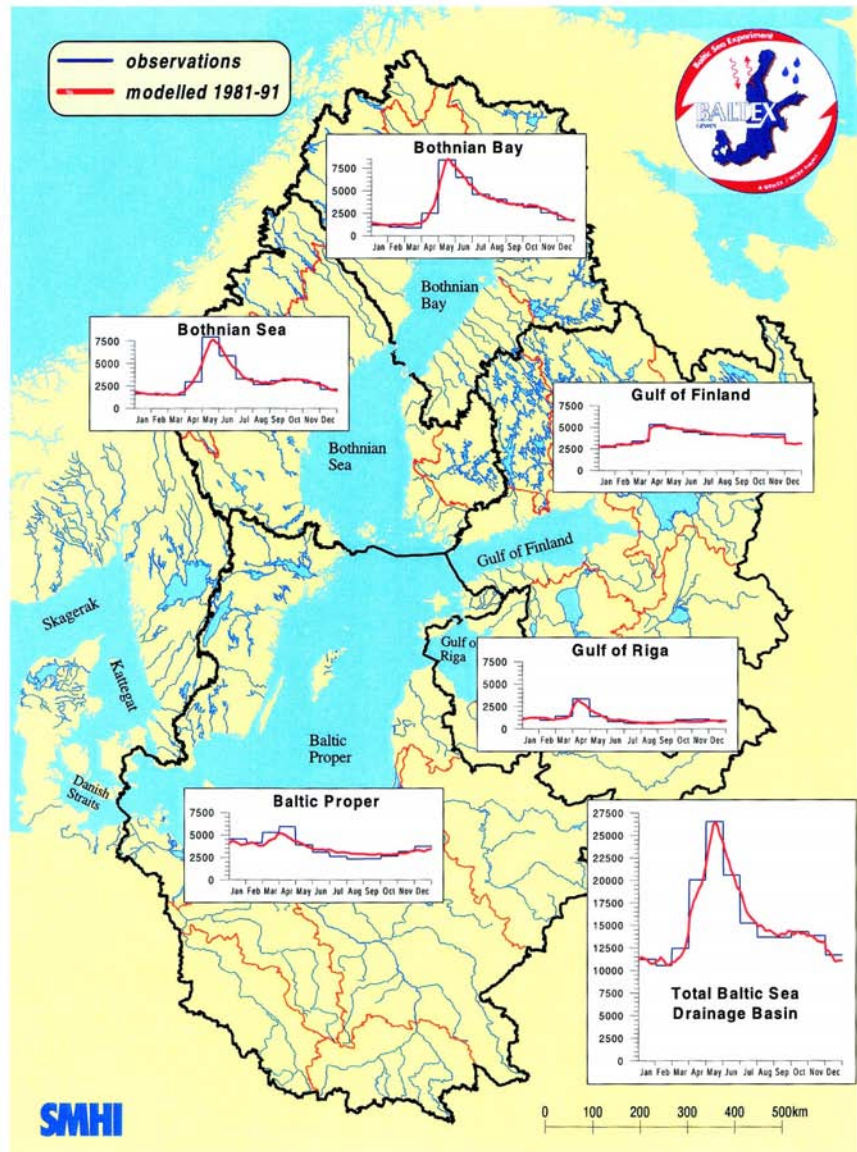 observations
modelled 1981-91
Baltic Sea Experiment
BALTEX
Bothnian Bay
7500
5000
2500
0
Jan Feb Mar Apr May Jun Jul Aug Sep Oct Nov Dec
Bothnian
Bay
Bothnian Sea
7500
5000
2500
0
Jan Feb Mar Apr May Jun Jul Aug Sep Oct Nov Dec
Gulf of Finland
7500
5000
2500
0
Jan Feb Mar Apr May Jun Jul Aug Sep Oct Nov Dec
Bothnian
Sea
Gulf of Finland
Skagerak
Kattegat
Gulf of
Riga
Gulf of Riga
7500
5000
2500
0
Jan Feb Mar Apr May Jun Jul Aug Sep Oct Nov Dec
Baltic
Proper
Danish
Straits
Baltic Proper
7500
5000
2500
0
Jan Feb Mar Apr May Jun Jul Aug Sep Oct Nov Dec
27500
25000
22500
20000
17500
15000
12500
10000
7500
5000
2500
0
Total Baltic Sea
Drainage Basin
Jan Feb Mar Apr May Jun Jul Aug Sep Oct Nov Dec
SMHI
0 100 200 300 400 500km